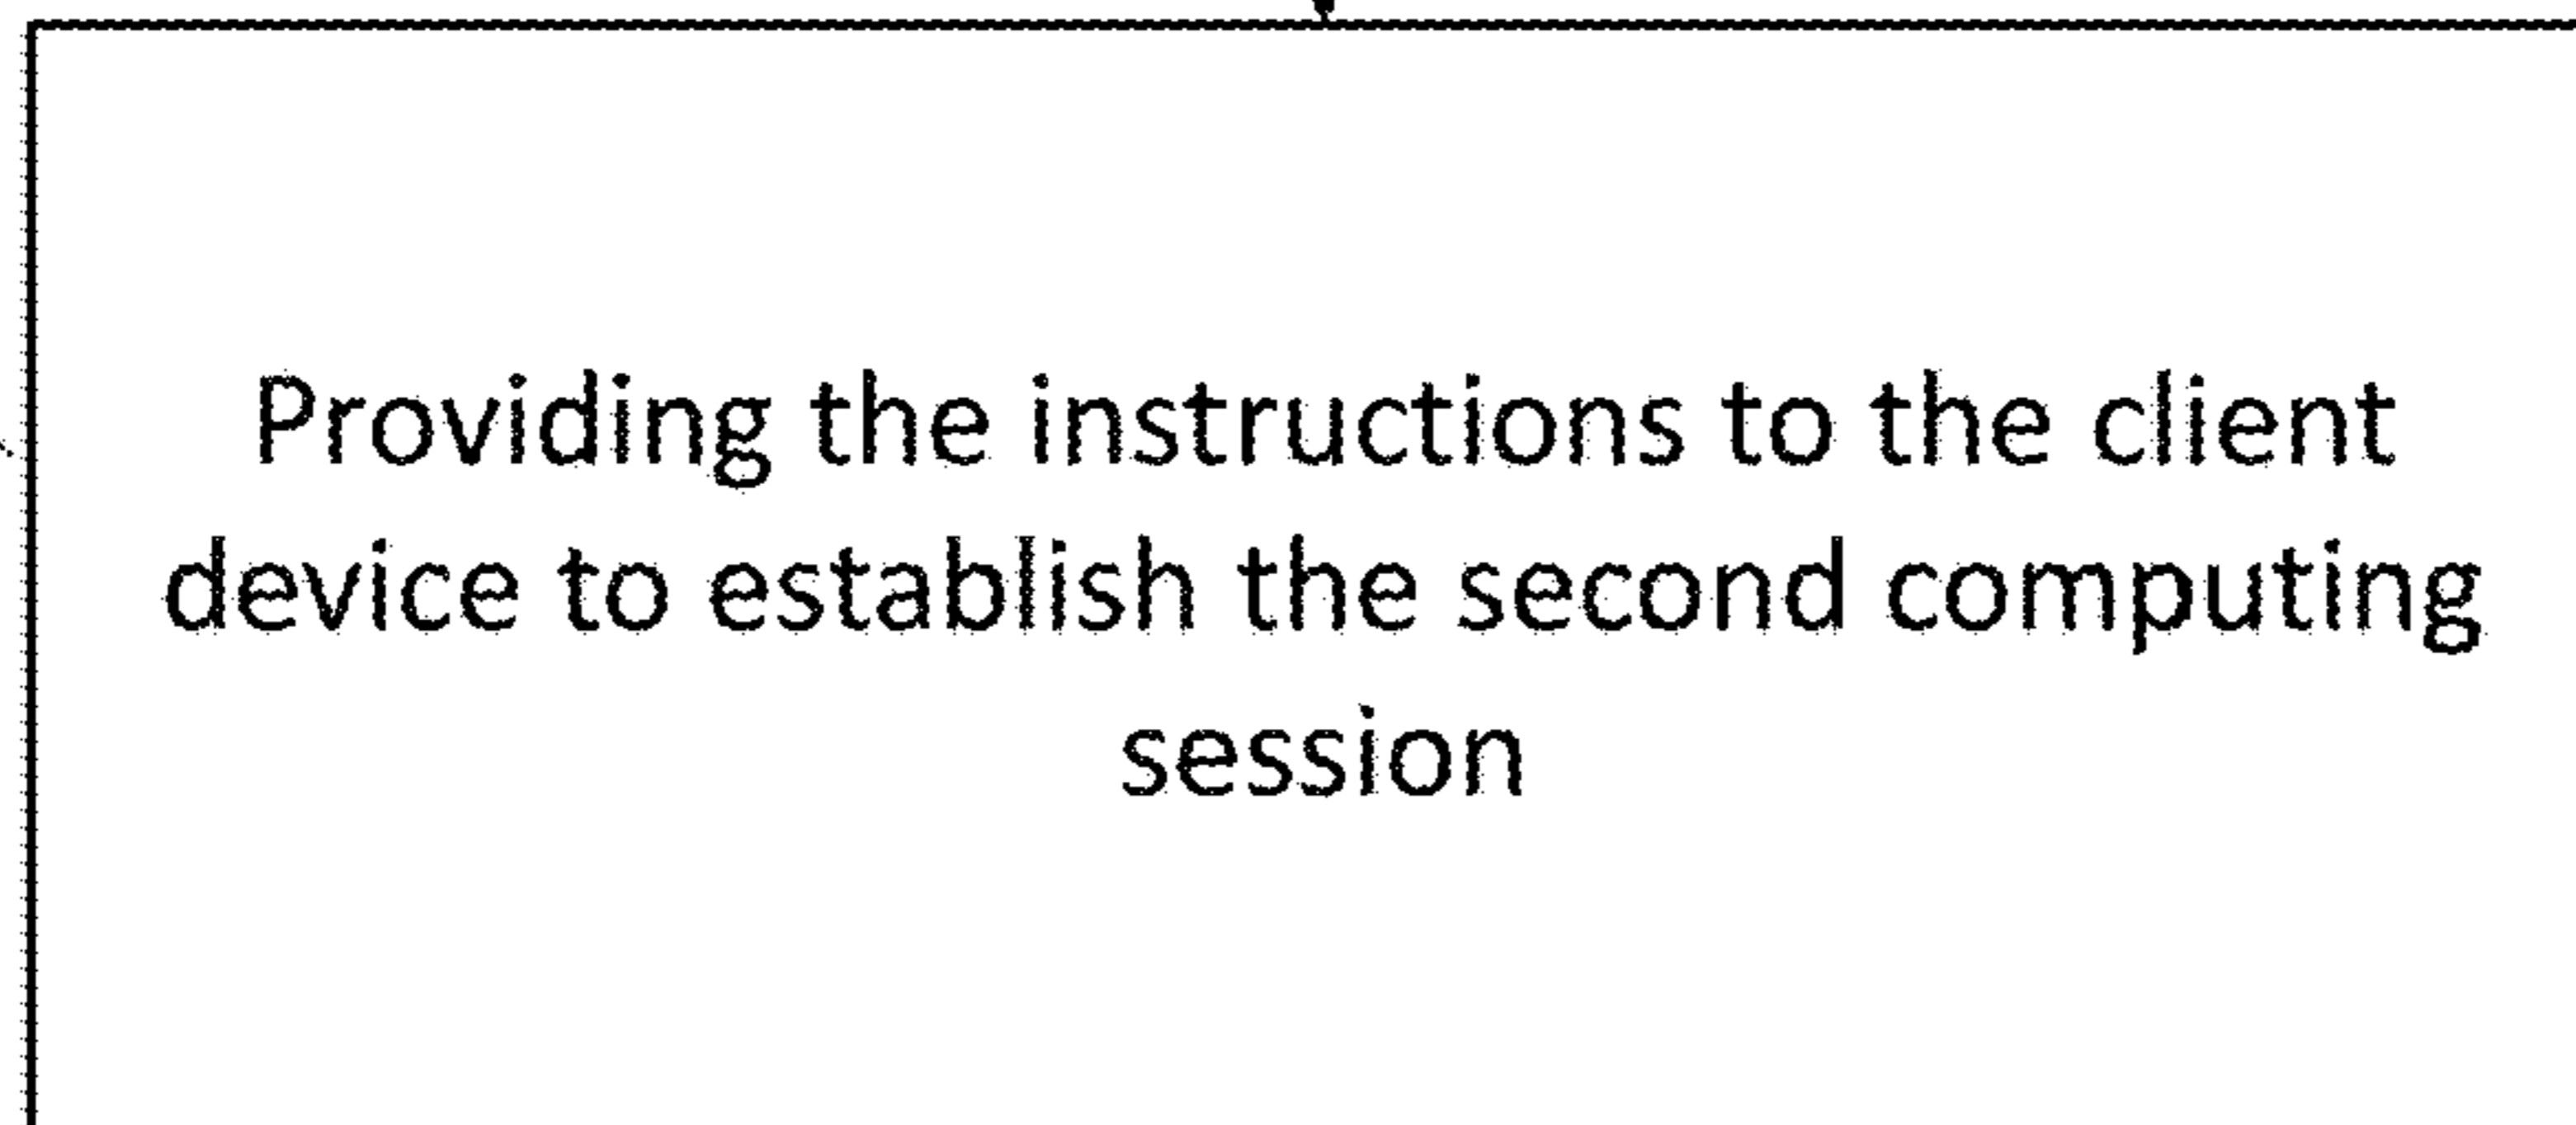 Providing the instructions to the client
device to establish the second computing
session